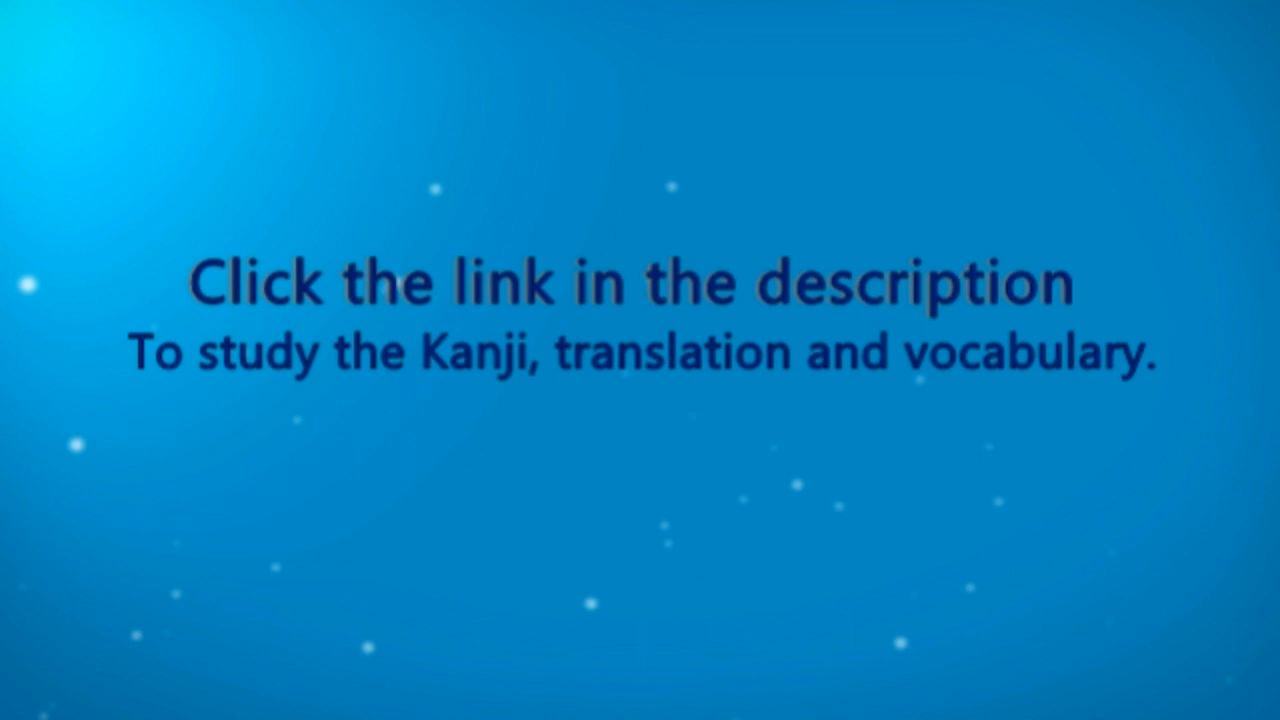 Click the link in the description
To study the Kanji, translation and vocabulary.